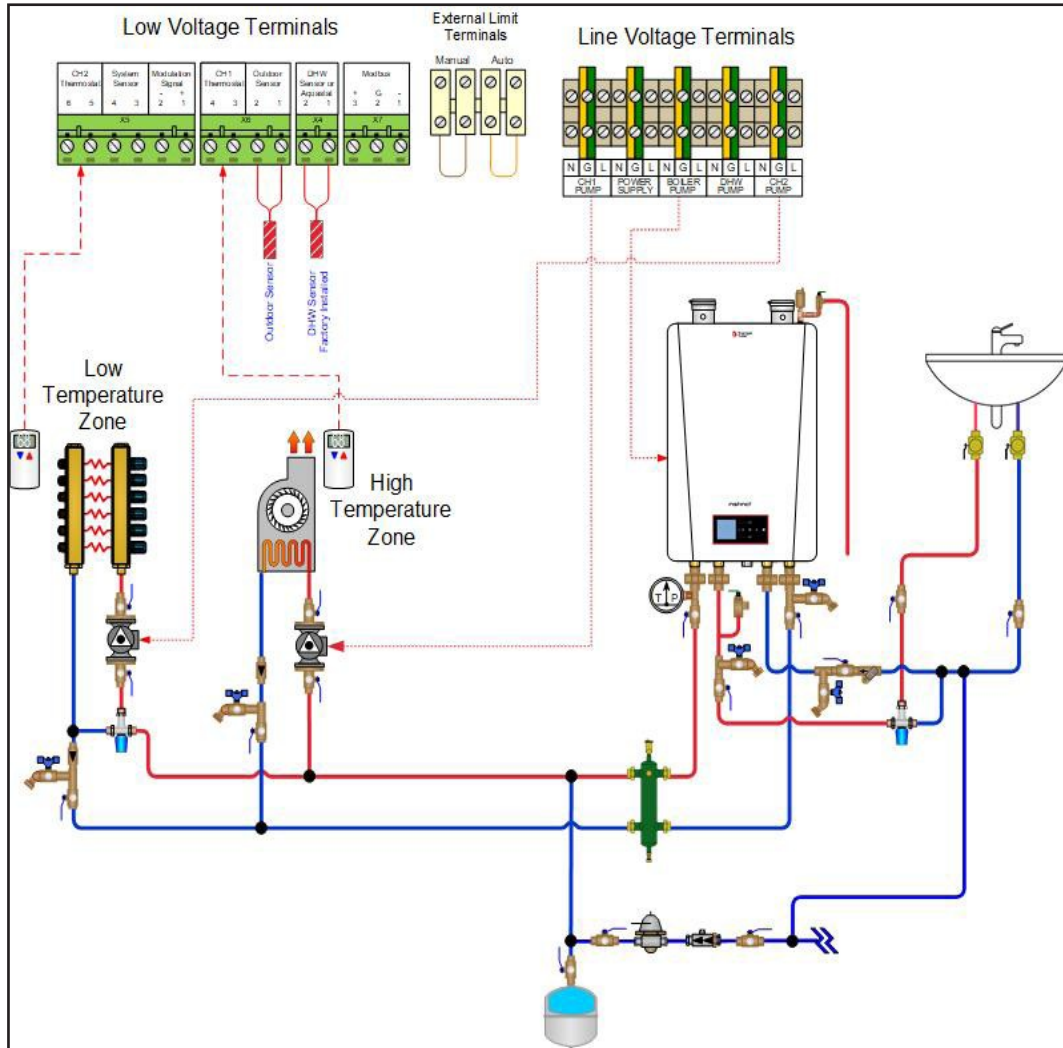 Low Voltage Terminals
External Limit
Terminals
Manual Auto
Line Voltage Terminals
CH2
Thermostat
6 5
System
Sensor
4 3
Modulation
Signal
- +
2 1
X5
CH1
Thermostat
4 3
Outdoor
Sensor
2 1
X6
DHW
Sensor or
Aquastat
2 1
X4
Modbus
+ G -
3 2 1
X7
N G L N G L N G L N G L N G L
CH1
PUMP
POWER
SUPPLY
BOILER
PUMP
DHW
PUMP
CH2
PUMP
Outdoor Sensor
DHW Sensor
Factory Installed
Low
Temperature
Zone
68
68
High
Temperature
Zone
T P